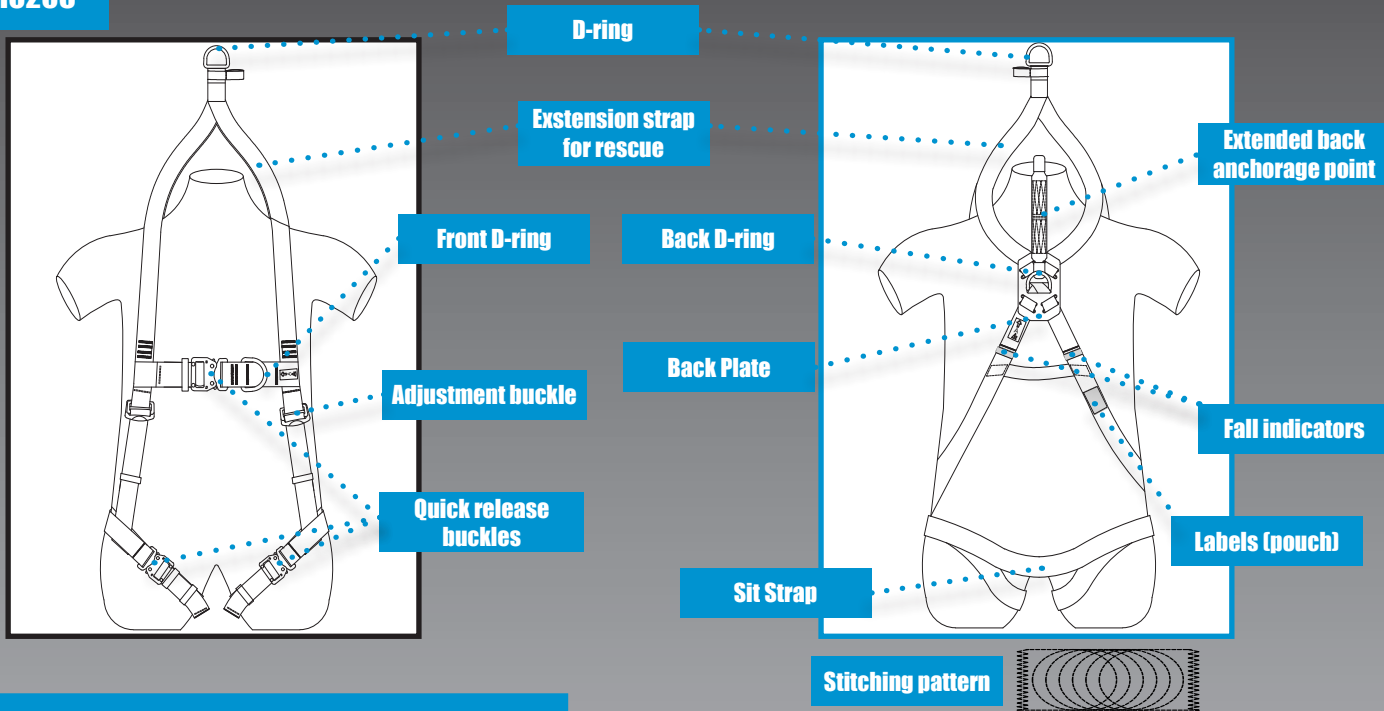 D-ring
Exstension strap
for rescue
Extended back
anchorage point
Front D-ring
Back D-ring
Back Plate
Adjustment buckle
Fall indicators
Quick release
buckles
Labels (pouch)
Sit Strap
Stitching pattern